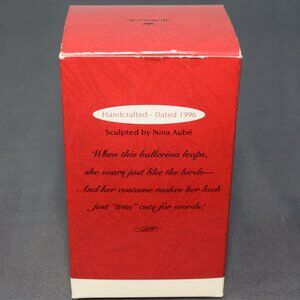 Handcrafted - Dated 1996
Sculpted by Nina Aubé
When this ballerina leaps,
she soars just like the birds—
And her costume makes her look
just "tutu" cute for words!